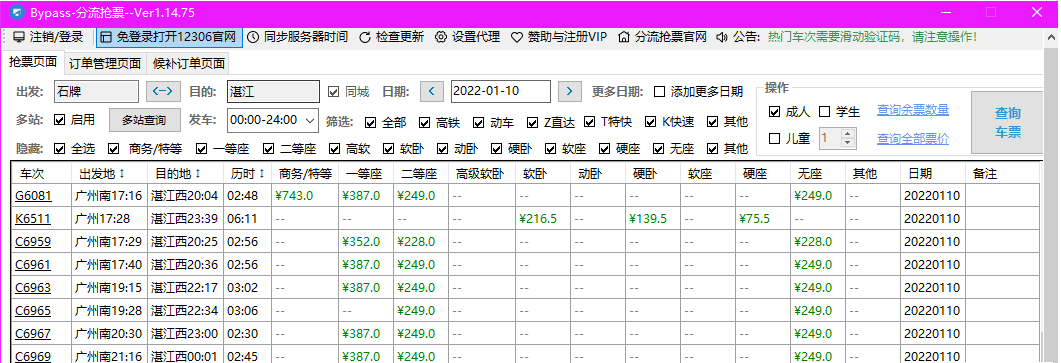 Bypass-分流抢票--Ver1.14.75
注销/登录 免登录打开12306官网 同步服务器时间 检查更新 设置代理 赞助与注册VIP 分流抢票官网 公告: 热门车次需要滑动验证码，请注意操作！
抢票页面 订单管理页面 候补订单页面
出发: 石牌 <--> 目的: 湛江 同城 日期: < 2022-01-10 > 更多日期: 添加更多日期
多站: 启用 多站查询 发车: 00:00-24:00 筛选: 全部 高铁 动车 Z直达 T特快 K快速 其他
隐藏: 全选 商务/特等 一等座 二等座 高软 软卧 动卧 硬卧 软座 硬座 无座 其他
操作
成人 学生 查询余票数量
儿童 1 查询全部票价
查询
车票
车次 出发地↕ 目的地↕ 历时↕ 商务/特等 一等座 二等座 高级软卧 软卧 动卧 硬卧 软座 硬座 无座 其他 日期 备注
G6081 广州南17:16 湛江西20:04 02:48 ¥743.0 ¥387.0 ¥249.0 -- -- -- -- -- -- ¥249.0 -- 20220110
K6511 广州17:28 湛江西23:39 06:11 -- -- -- -- ¥216.5 -- ¥139.5 -- ¥75.5 -- -- 20220110
C6959 广州南17:29 湛江西20:25 02:56 -- ¥352.0 ¥228.0 -- -- -- -- -- -- ¥228.0 -- 20220110
C6961 广州南17:40 湛江西20:36 02:56 -- ¥387.0 ¥249.0 -- -- -- -- -- -- ¥249.0 -- 20220110
C6963 广州南19:15 湛江西22:17 03:02 -- ¥387.0 ¥249.0 -- -- -- -- -- -- ¥249.0 -- 20220110
C6965 广州南19:28 湛江西22:34 03:06 -- -- ¥249.0 -- -- -- -- -- -- ¥249.0 -- 20220110
C6967 广州南20:30 湛江西23:00 02:30 -- ¥387.0 ¥249.0 -- -- -- -- -- -- ¥249.0 -- 20220110
C6969 广州南21:16 湛江西00:01 02:45 -- ¥387.0 ¥249.0 -- -- -- -- -- -- ¥249.0 -- 20220110